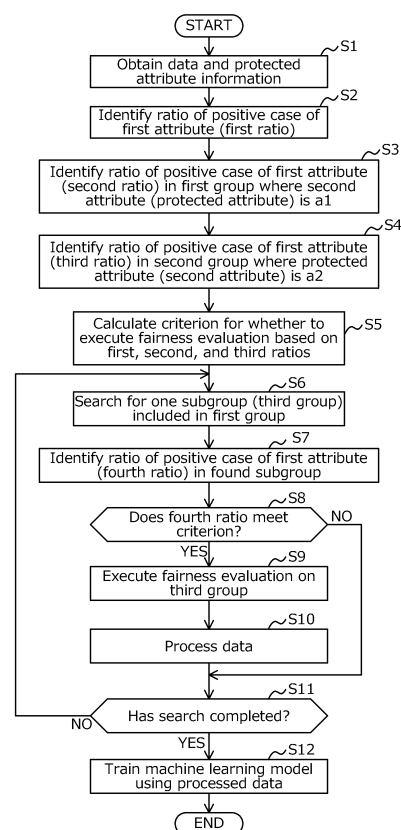 START
S1
Obtain data and protected
attribute information
S2
Identify ratio of positive case of
first attribute (first ratio)
S3
Identify ratio of positive case of first attribute
(second ratio) in first group where second
attribute (protected attribute) is a1
S4
Identify ratio of positive case of first attribute
(third ratio) in second group where protected
attribute (second attribute) is a2
S5
Calculate criterion for whether to
execute fairness evaluation based on
first, second, and third ratios
S6
Search for one subgroup (third group)
included in first group
S7
Identify ratio of positive case of first attribute
(fourth ratio) in found subgroup
S8
Does fourth ratio meet
criterion?
NO
YES
S9
Execute fairness evaluation on
third group
S10
Process data
S11
Has search completed?
NO
YES
S12
Train machine learning model
using processed data
END